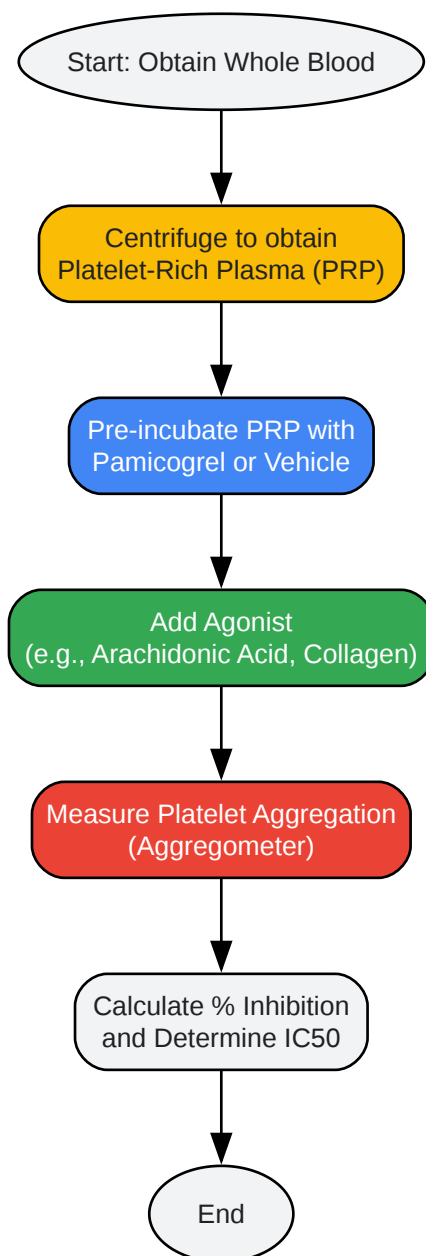 Start: Obtain Whole Blood
Centrifuge to obtain
Platelet-Rich Plasma (PRP)
Pre-incubate PRP with
Pamicogrel or Vehicle
Add Agonist
(e.g., Arachidonic Acid, Collagen)
Measure Platelet Aggregation
(Aggregometer)
Calculate % Inhibition
and Determine IC50
End